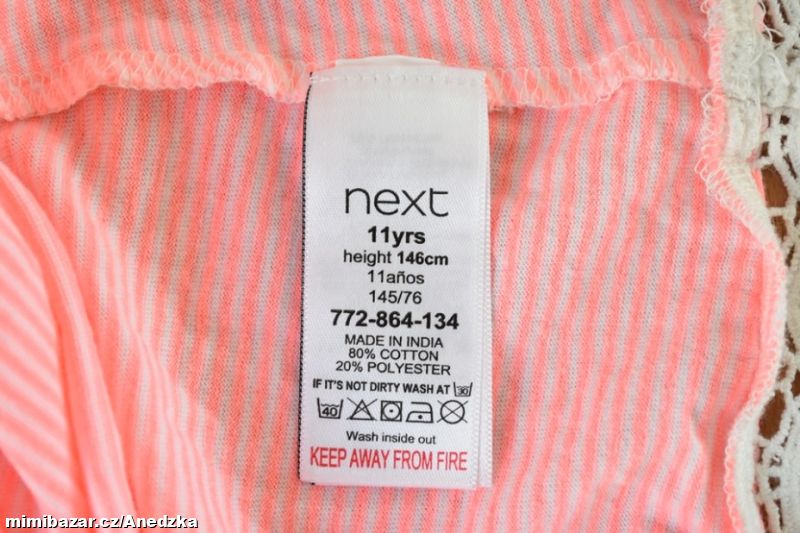 next
11yrs
height 146cm
11años
145/76
772-864-134
MADE IN INDIA
80% COTTON
20% POLYESTER
IF IT'S NOT DIRTY WASH AT 30
40
Wash inside out
KEEP AWAY FROM FIRE
mimibazar.cz/Anedzka